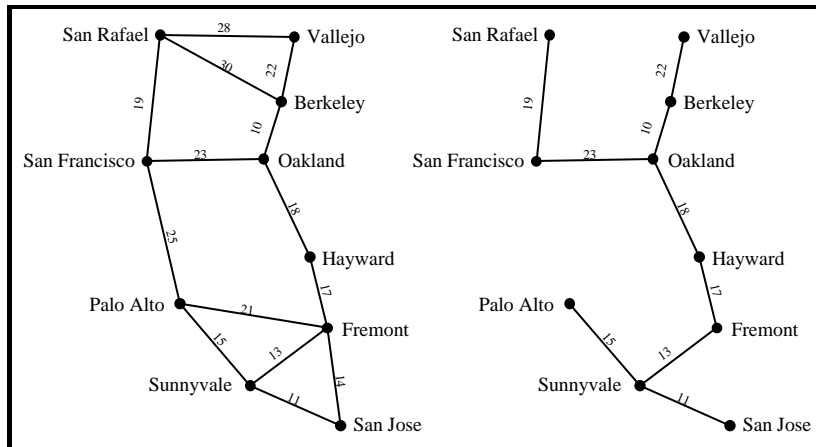 28
San Rafael
Vallejo
30
22
19
Berkeley
10
San Francisco
23
Oakland
18
25
Hayward
17
Palo Alto
21
Fremont
15
13
14
Sunnyvale
11
San Jose
San Rafael
Vallejo
22
19
Berkeley
10
San Francisco
23
Oakland
18
Hayward
17
Palo Alto
Fremont
15
13
Sunnyvale
11
San Jose